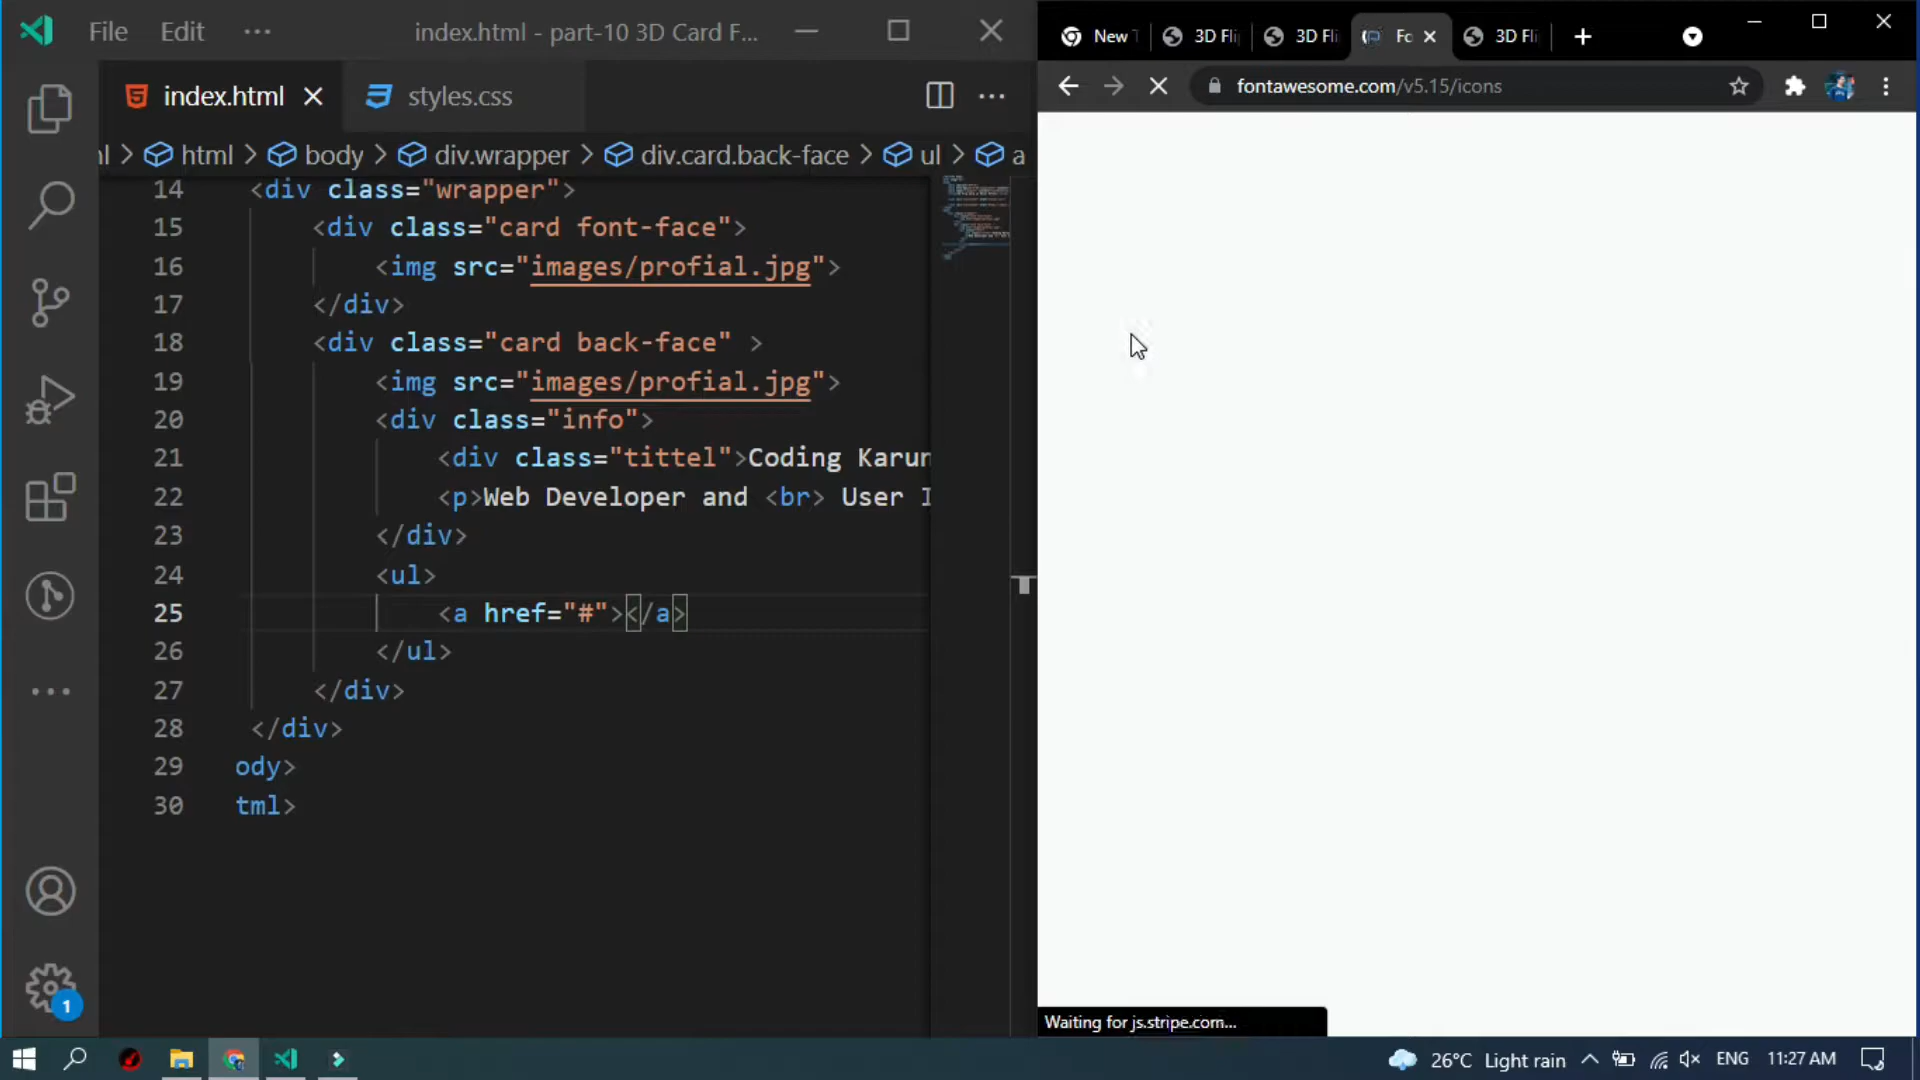 File Edit ... index.html - part-10 3D Card F...
index.html styles.css
html body div.wrapper div.card.back-face ul a
14 <div class="wrapper">
15 <div class="card font-face">
16 <img src="images/profial.jpg">
17 </div>
18 <div class="card back-face" >
19 <img src="images/profial.jpg">
20 <div class="info">
21 <div class="tittel">Coding Karun
22 <p>Web Developer and <br> User I
23 </div>
24 <ul>
25 <a href="#"></a>
26 </ul>
27 </div>
28 </div>
29 ody>
30 tml>
1
New 3D Fli 3D Fli Fo 3D Fli
fontawesome.com/v5.15/icons
Waiting for js.stripe.com...
26°C Light rain ENG 11:27 AM